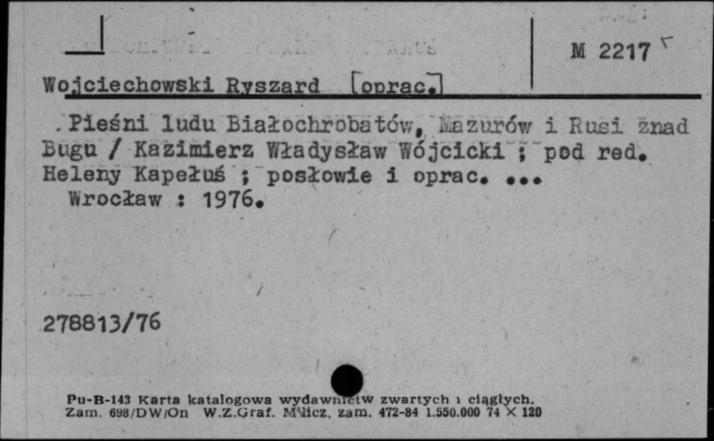 M 2217
Wojciechowski Ryszard [oprac.]
Pieśni ludu Białochrobatów, Mazurów i Rusi znad
Bugu / Kazimierz Władysław Wójcicki ; pod red.
Heleny Kapełuś ; posłowie i oprac. ...
Wrocław : 1976.
278813/76
Pu-B-143 Karta katalogowa wydawnictw zwartych i ciągłych.
Zam. 698/DW/On W.Z.Graf. zam. 472-84 1.550.000 74 X 120